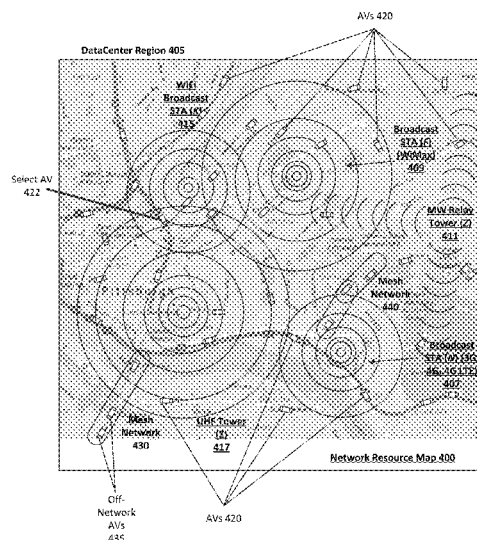 AVs 420
DataCenter Region 405
WiFi
Broadcast
STA (K)
415
Broadcast
STA (F)
(WiMax)
403
Select AV
422
MW Relay
Tower (Z)
411
Mesh
Network
440
Broadcast
STA (N) (3G,
4G, 4G LTE)
407
Mesh
Network
430
UHF Tower
417
Network Resource Map 400
Off-
Network
AVs
435
AVs 420